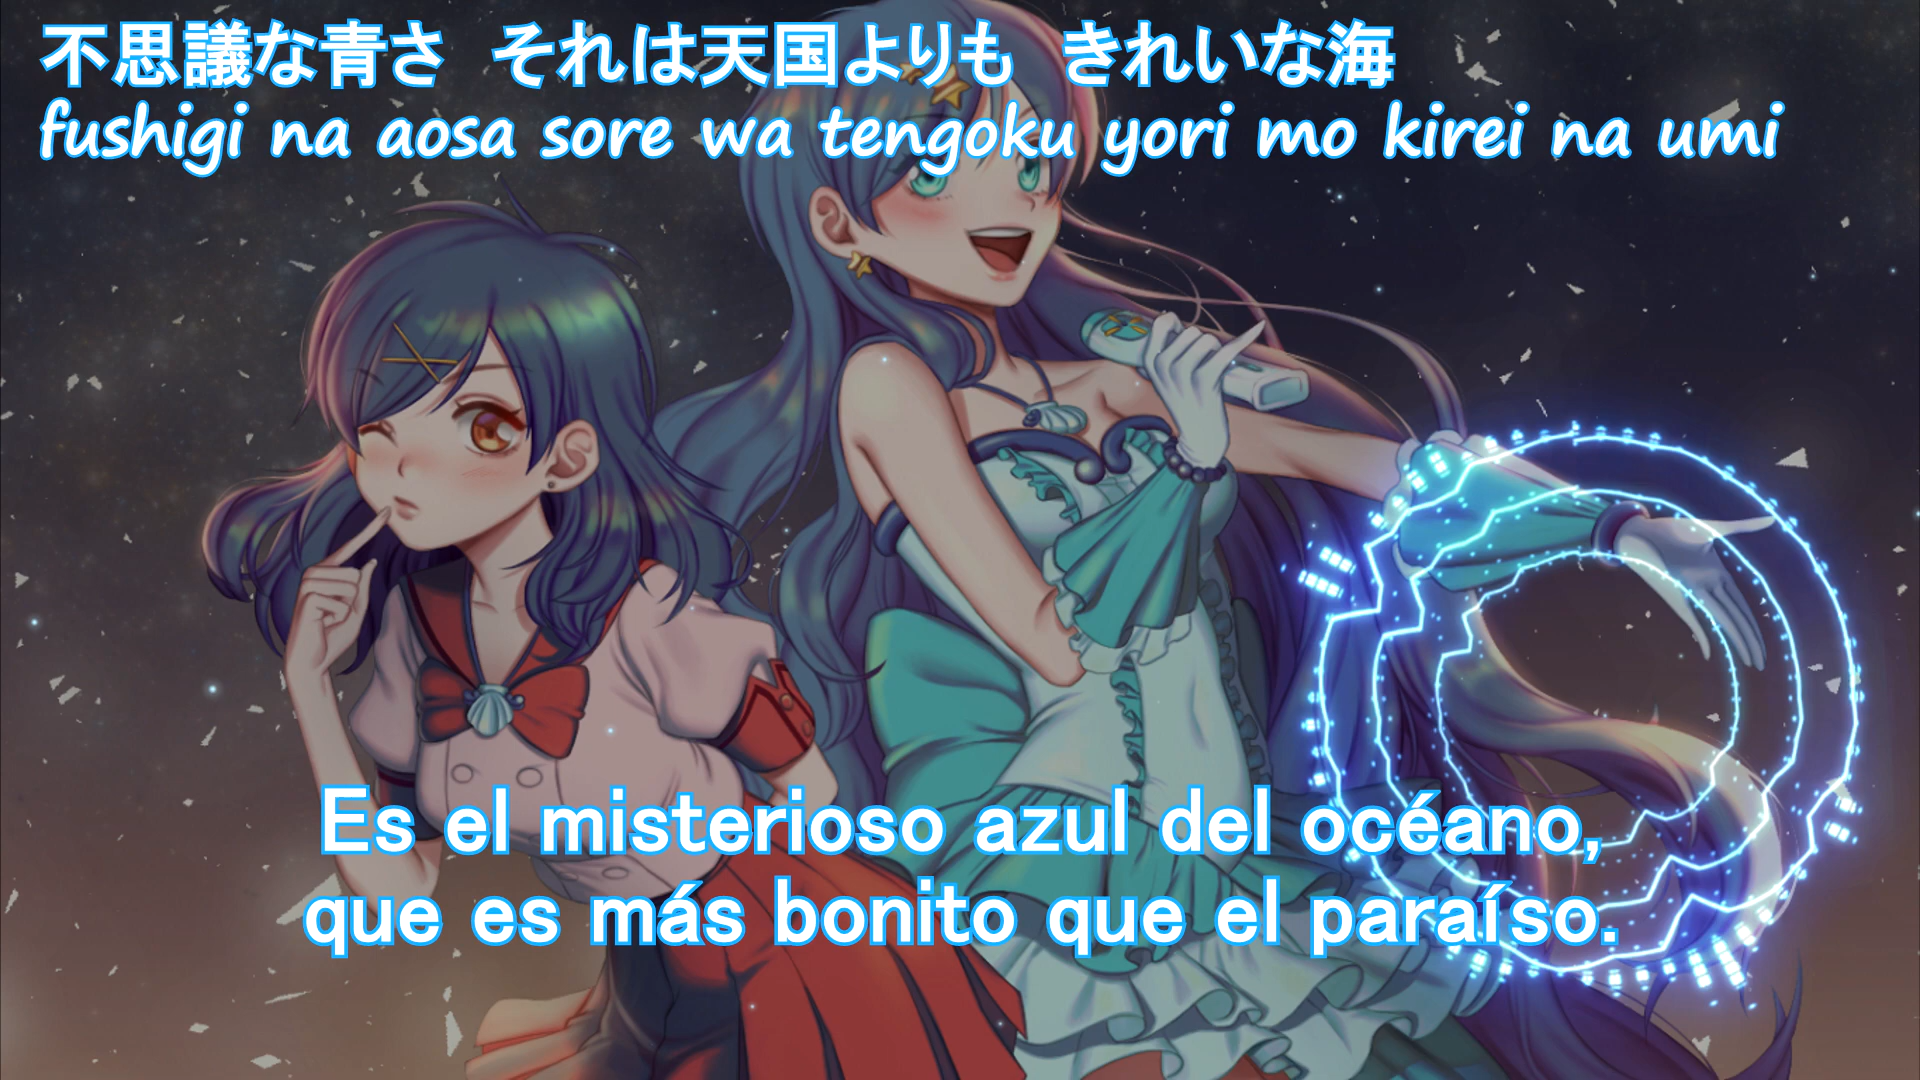 不思議な青さ　それは天国よりも　きれいな海
fushigi na aosa sore wa tengoku yori mo kirei na umi
Es el misterioso azul del océano,
que es más bonito que el paraíso.